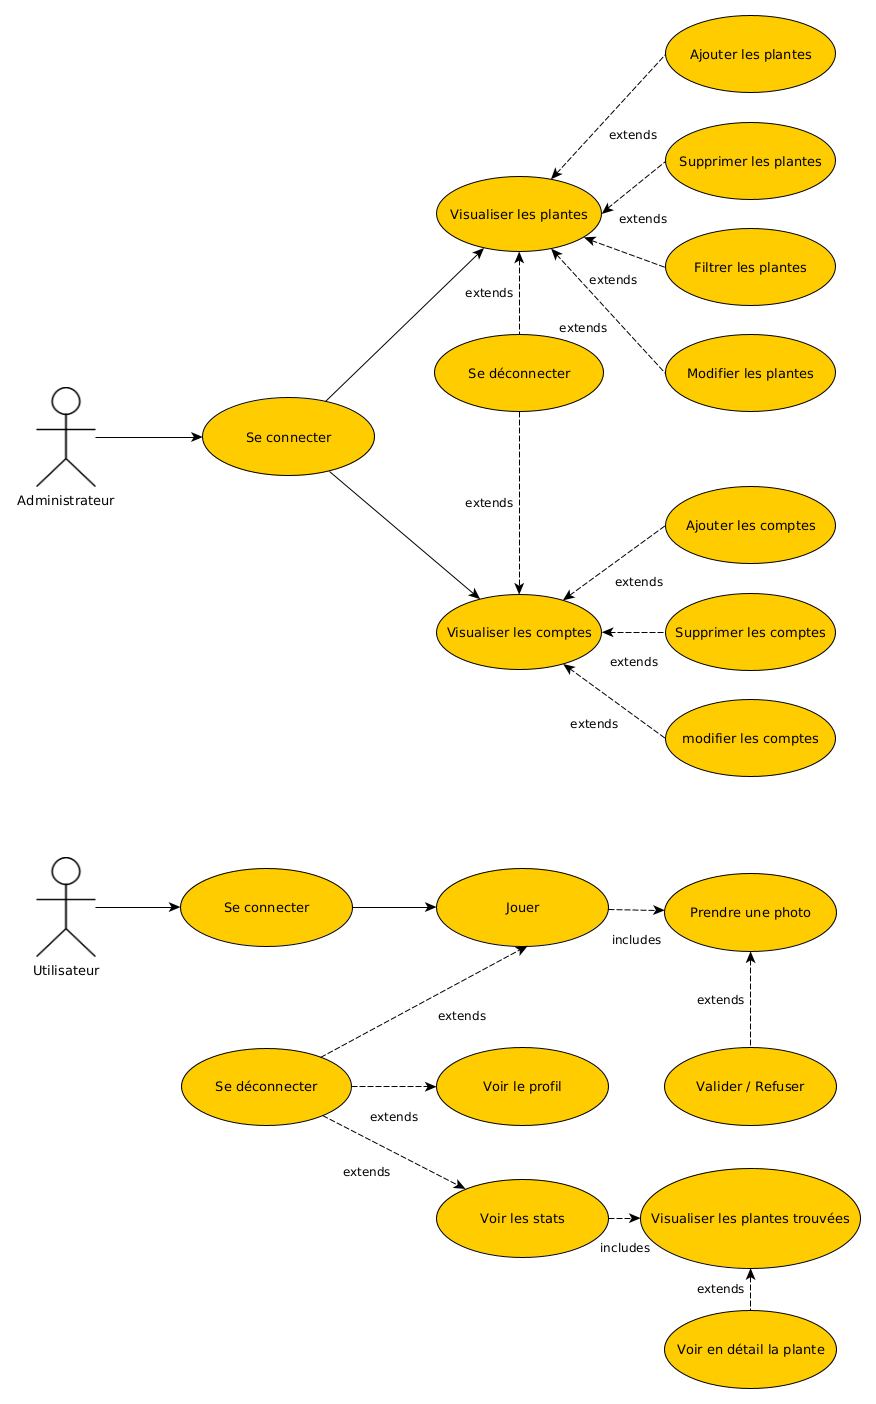 Ajouter les plantes
extends
Supprimer les plantes
Visualiser les plantes
extends
Filtrer les plantes
extends
extends
extends
Se déconnecter
Modifier les plantes
Se connecter
Administrateur
extends
Ajouter les comptes
extends
Visualiser les comptes
Supprimer les comptes
extends
extends
modifier les comptes
Utilisateur
Se connecter
Jouer
Prendre une photo
includes
extends
extends
Se déconnecter
Voir le profil
Valider / Refuser
extends
extends
Voir les stats
Visualiser les plantes trouvées
includes
extends
Voir en détail la plante